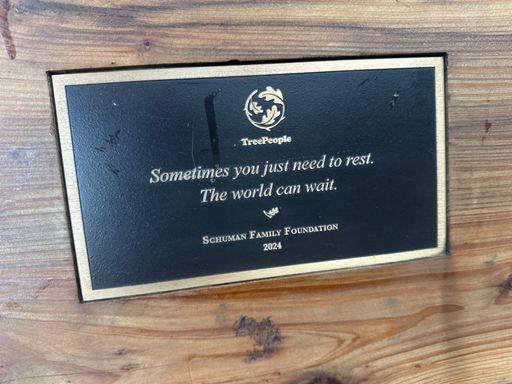 TreePeople
Sometimes you just need to rest.
The world can wait.
SCHUMAN FAMILY FOUNDATION
2024